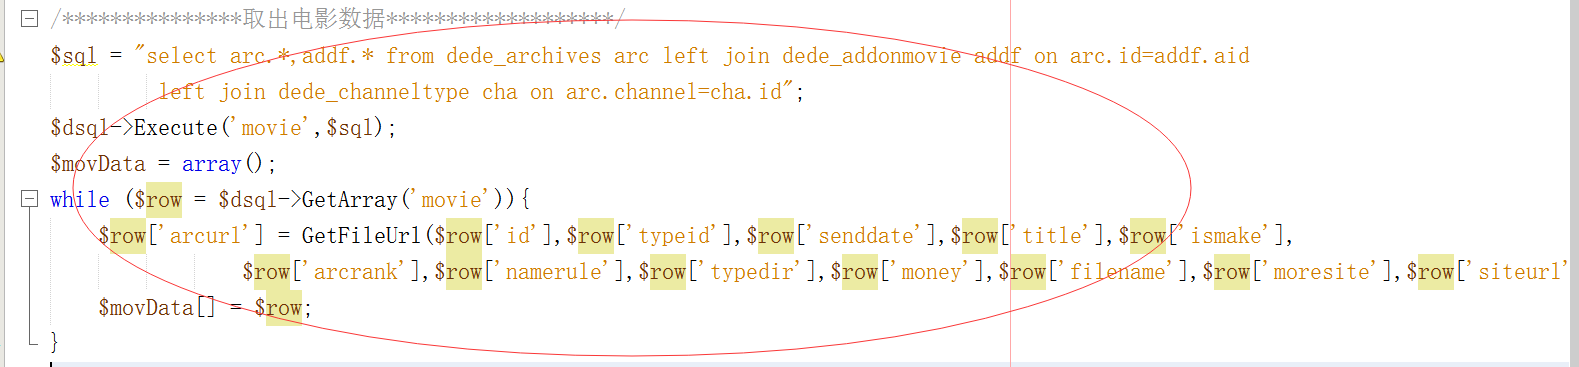 /***************取出电影数据*******************/
$sql = "select arc.*,addf.* from dede_archives arc left join dede_addonmovie addf on arc.id=addf.aid
left join dede_channeltype cha on arc.channel=cha.id";
$dsql->Execute('movie',$sql);
$movData = array();
while ($row = $dsql->GetArray('movie')){
$row['arcurl'] = GetFileUrl($row['id'],$row['typeid'],$row['senddate'],$row['title'],$row['ismake'],
$row['arcrank'],$row['namerule'],$row['typedir'],$row['money'],$row['filename'],$row['moresite'],$row['siteurl'
$movData[] = $row;
}